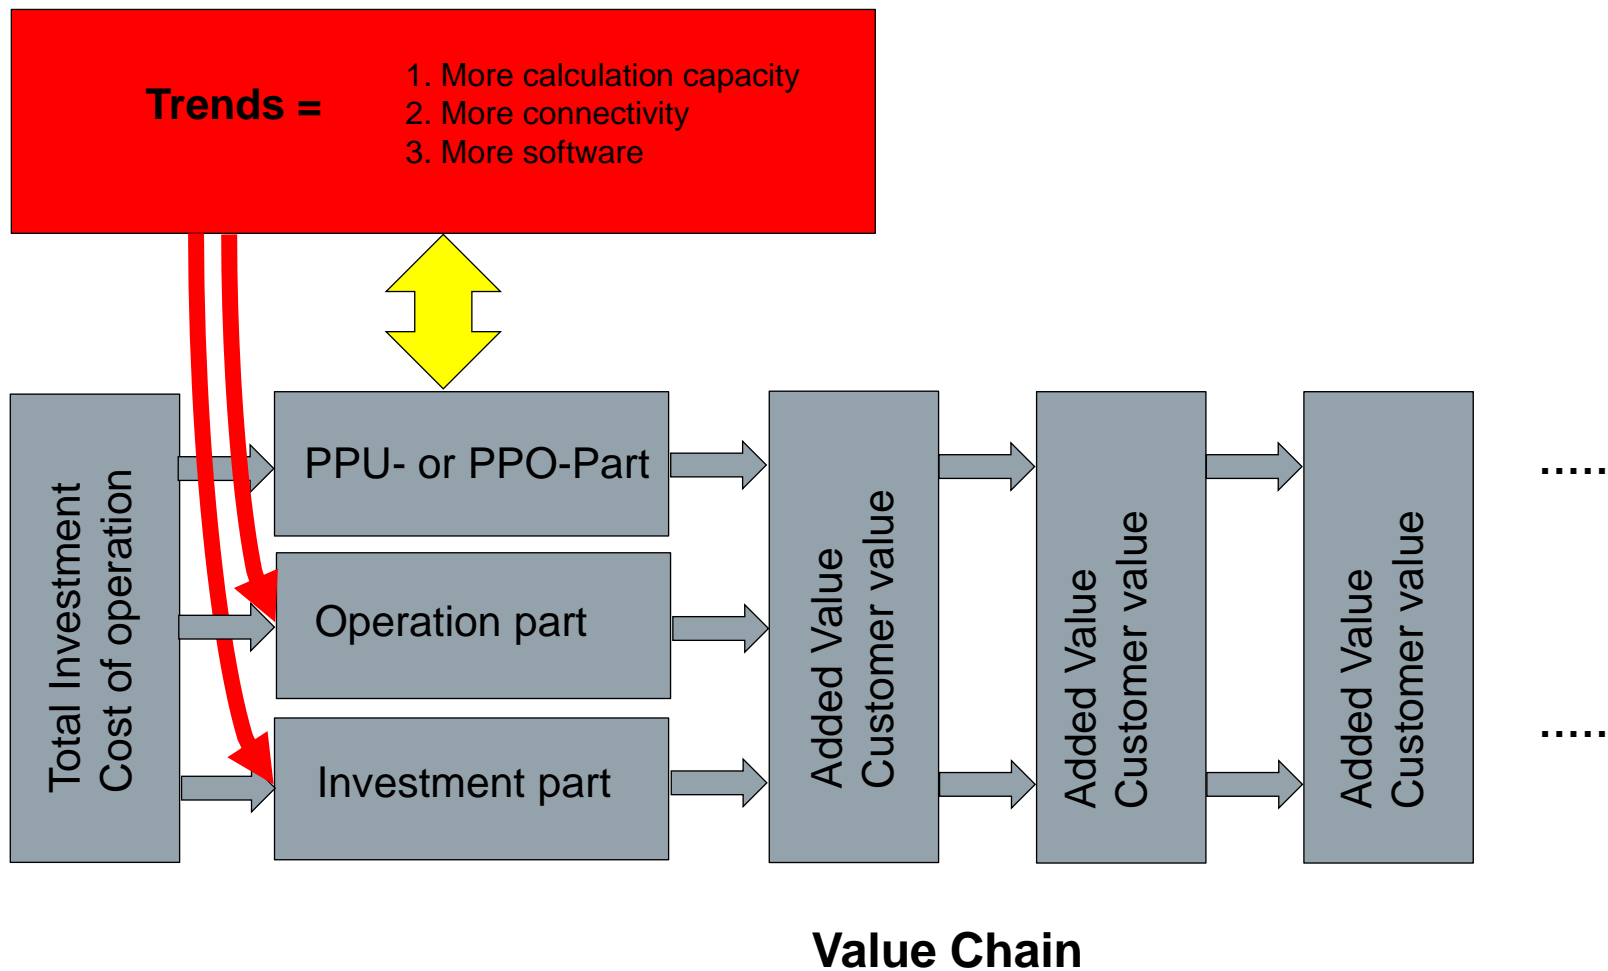 Trends =
1. More calculation capacity
2. More connectivity
3. More software
Total Investment
Cost of operation
PPU- or PPO-Part
Operation part
Investment part
Added Value
Customer value
Added Value
Customer value
Added Value
Customer value
.....
.....
Value Chain